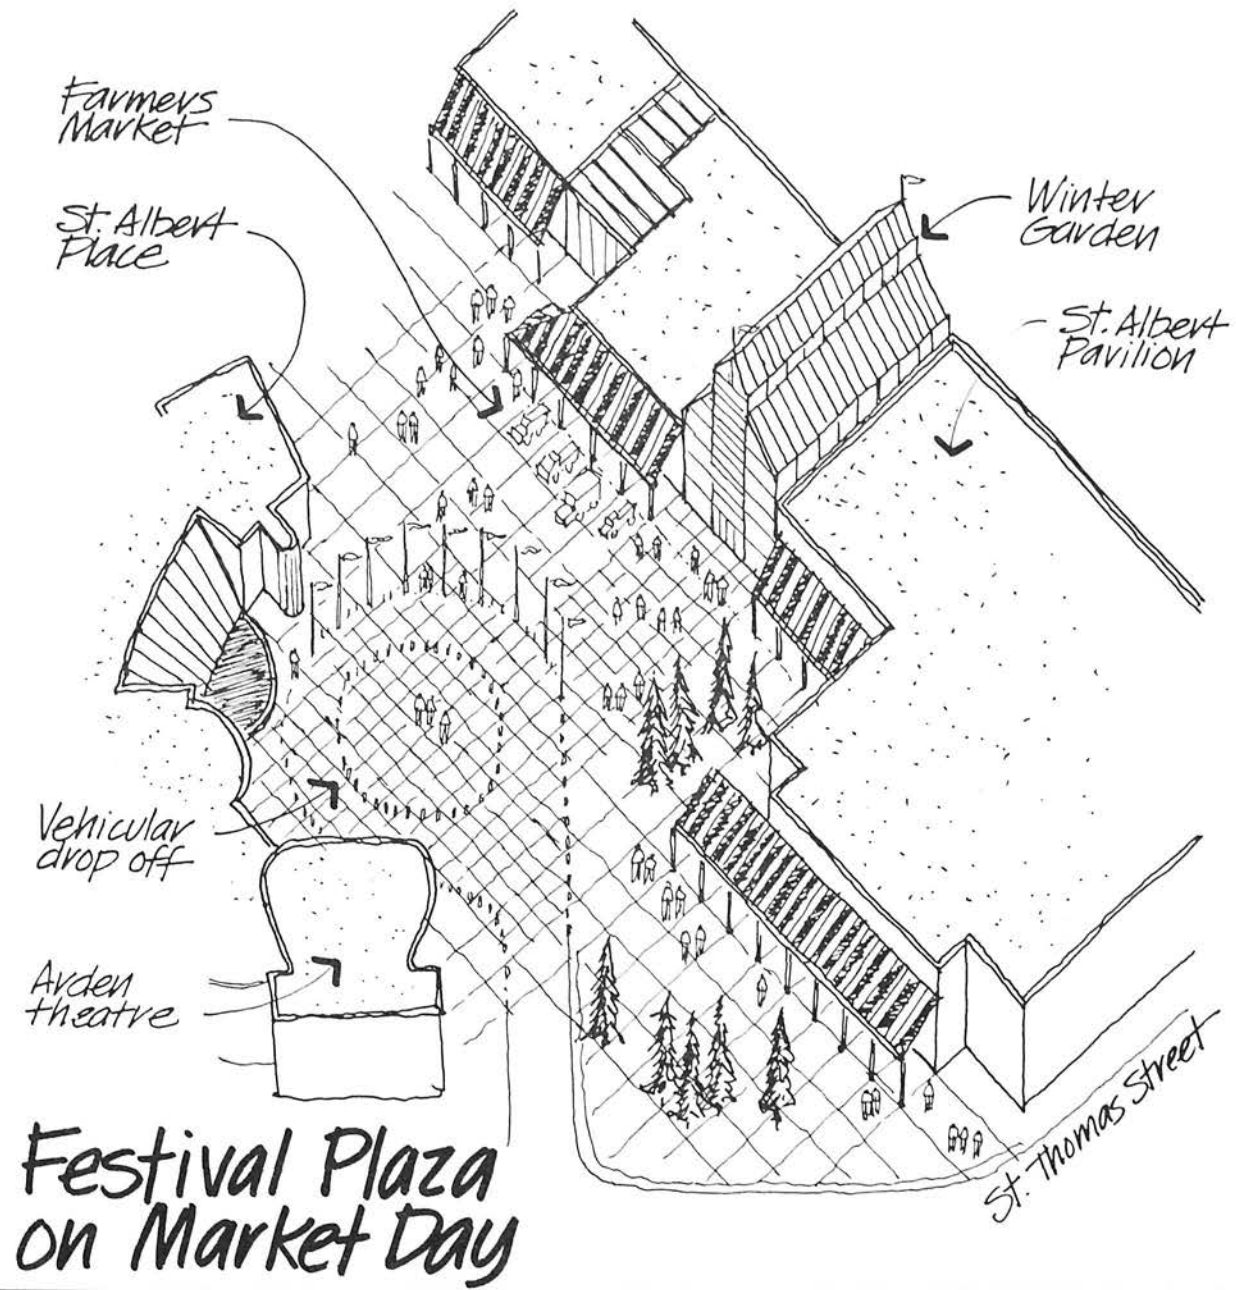 Farmers
Market
St. Albert
Place
Winter
Garden
St. Albert
Pavilion
Vehicular
drop off
Arden
theatre
St. Thomas Street
Festival Plaza
on Market Day